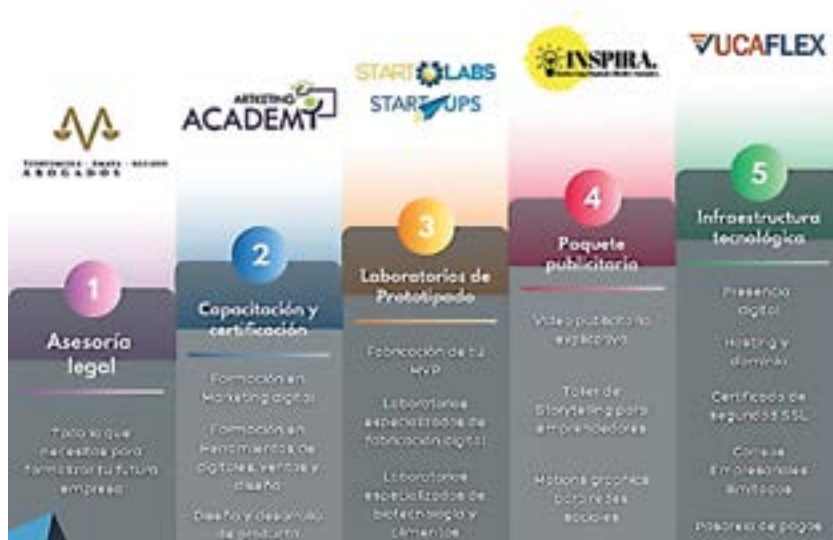 ABOGADOS
1
Asesoría
legal
Todo lo que
necesitas para
formalizar tu futura
empresa
ARKETING
ACADEMY
2
Capacitación y
certificación
Formación en
Marketing digital
Formación en
Herramientas de
digitales, ventas y
diseño
Diseño y desarrollo
de producto
START LABS
START UPS
3
Laboratorios de
Prototipado
Fabricación de tu
MVP
Laboratorios
especializados de
fabricación digital
Laboratorios
especializados de
biotecnología y
alimentos
INSPIRA.
4
Paquete
publicitario
Video publicitario
explicativo
Taller de
Storytelling para
emprendedores
Motions graphics
para redes
sociales
VUCAFLEX
5
Infraestructura
tecnológica
Presencia
digital
Hosting y
dominio
Certificado de
seguridad SSL
Correos
Empresariales
ilimitados
Pasarela de pagos